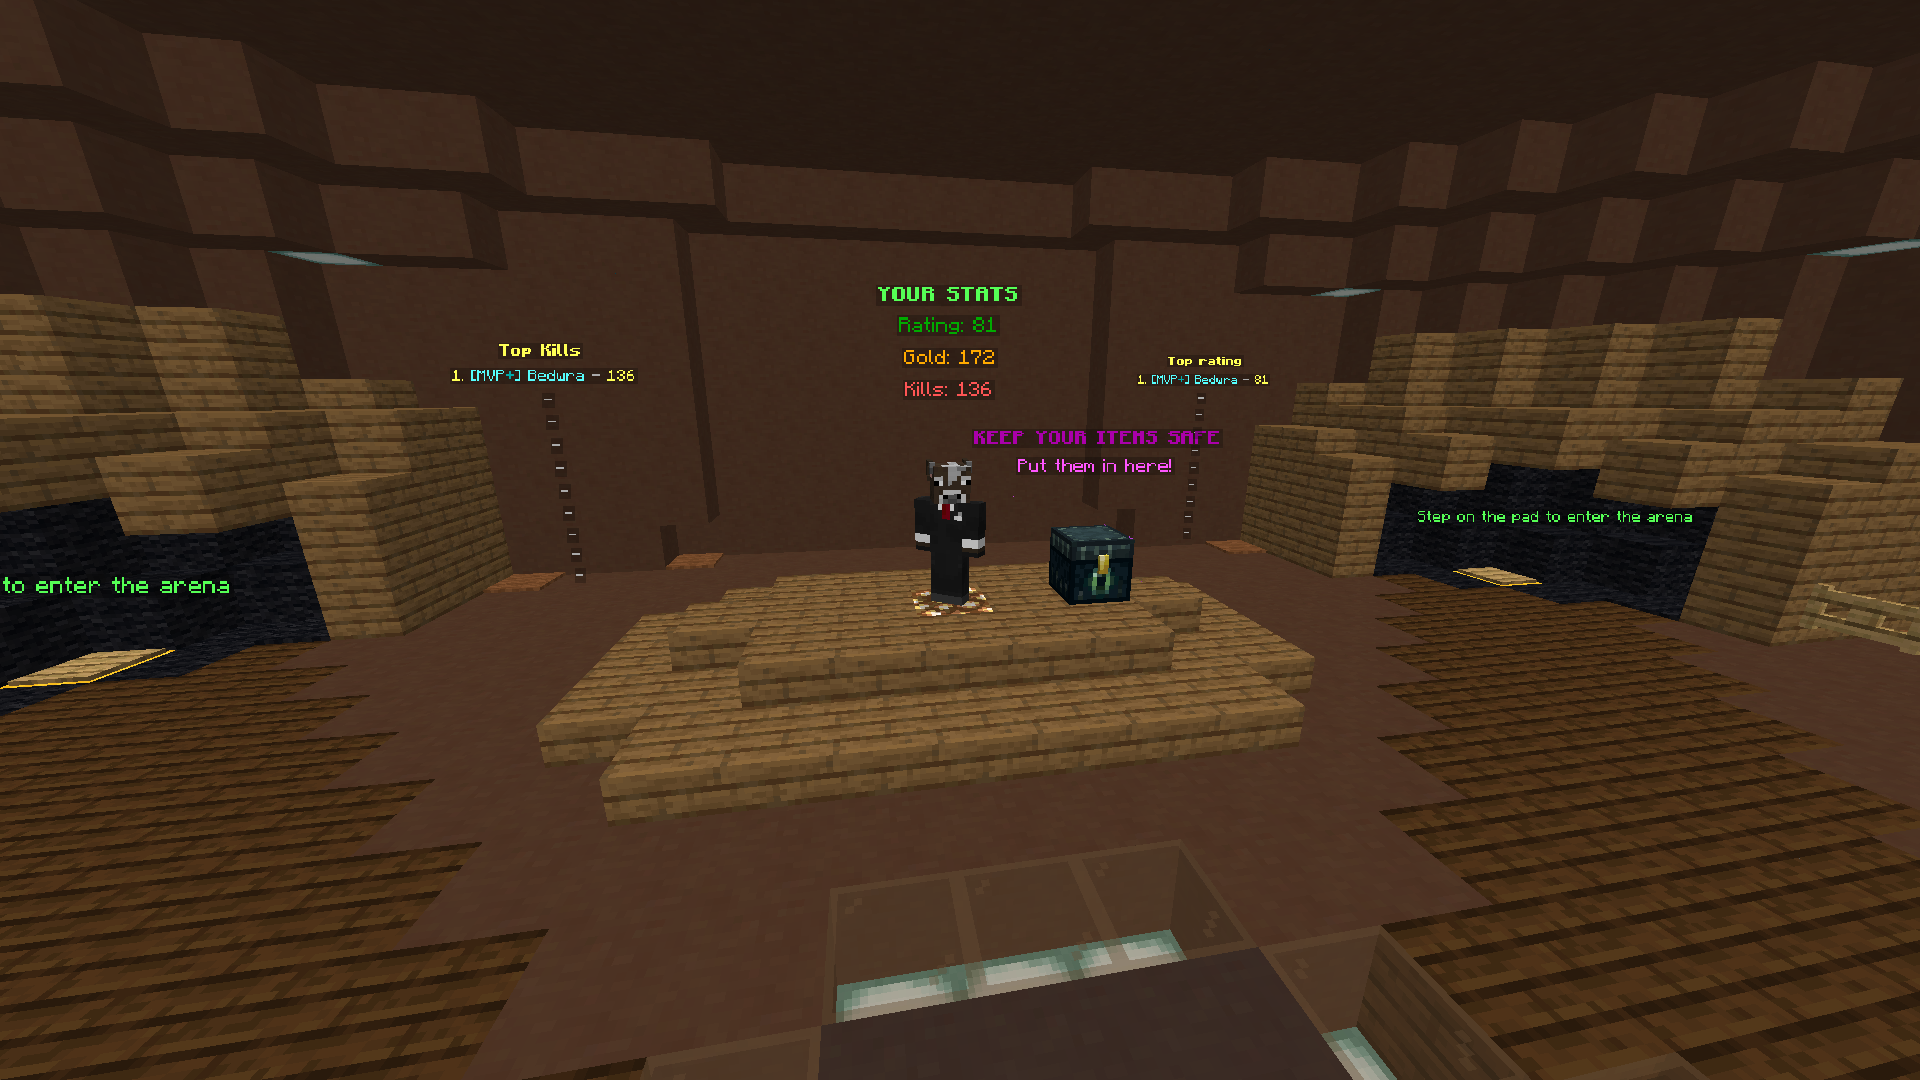 YOUR STATS
Rating: 81
Gold: 172
Kills: 136
Top Kills
1. [MVP+] Bedwra - 136
-
-
-
-
-
-
-
-
-
Top rating
1. [MVP+] Bedwra - 81
-
-
-
-
-
-
-
-
-
KEEP YOUR ITEMS SAFE
Put them in here!
Step on the pad to enter the arena
to enter the arena